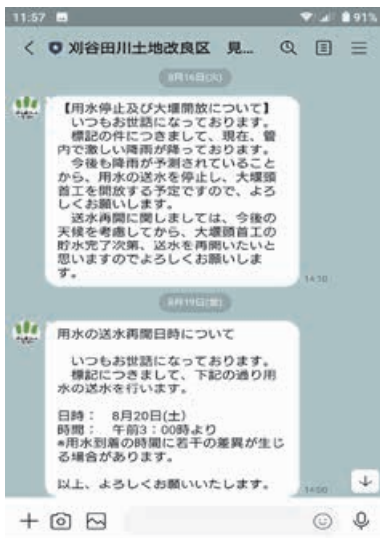 11:57
91%
刈谷田川土地改良区 見...
8月16日(火)
【用水停止及び大堰開放について】
いつもお世話になっております。
標記の件につきまして、現在、管
内で激しい降雨が降っております。
今後も降雨が予測されていること
から、用水の送水を停止し、大堰頭
首工を開放する予定ですので、よろ
しくお願いします。
送水再開に関しましては、今後の
天候を考慮してから、大堰頭首工の
貯水完了次第、送水を再開いたいと
思いますのでよろしくお願いしま
す。
14:30
8月19日(金)
用水の送水再開日時について
いつもお世話になっております。
標記につきまして、下記の通り用
水の送水を行います。
日時： 8月20日(土)
時間： 午前3：00時より
*用水到着の時間に若干の差異が生じ
る場合があります。
以上、よろしくお願いいたします。
14:00